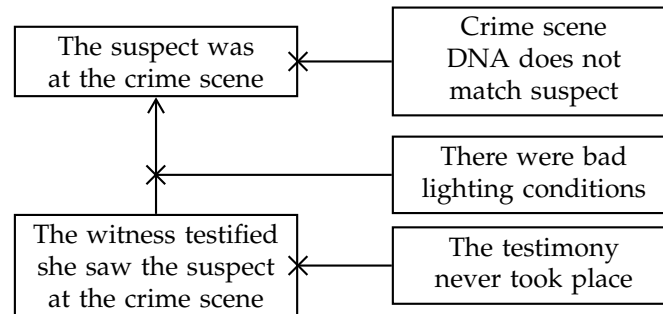 The suspect was
at the crime scene
Crime scene
DNA does not
match suspect
There were bad
lighting conditions
The witness testified
she saw the suspect
at the crime scene
The testimony
never took place